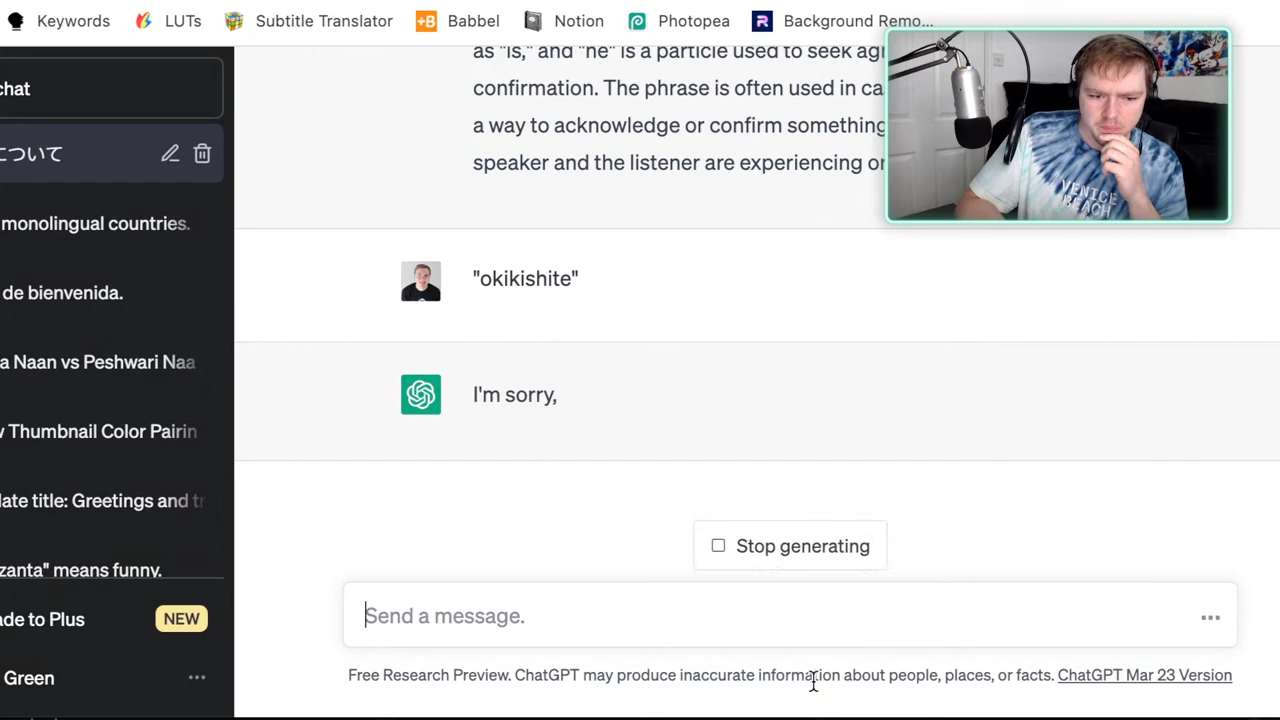 Keywords
LUTs
Subtitle Translator
+B Babbel
Notion
Photopea
R Background Remo...
as "is," and "ne" is a particle used to seek
confirmation. The phrase is often used in
a way to acknowledge or confirm something
speaker and the listener are experiencing
VENICE
BEACH
chat
について
monolingual countries.
de bienvenida.
a Naan vs Peshwari Naa
Thumbnail Color Pairin
late title: Greetings and tr
zanta" means funny.
ade to Plus
NEW
Green
"okikishite"
I'm sorry,
Stop generating
Send a message.
Free Research Preview. ChatGPT may produce inaccurate information about people, places, or facts. ChatGPT Mar 23 Version